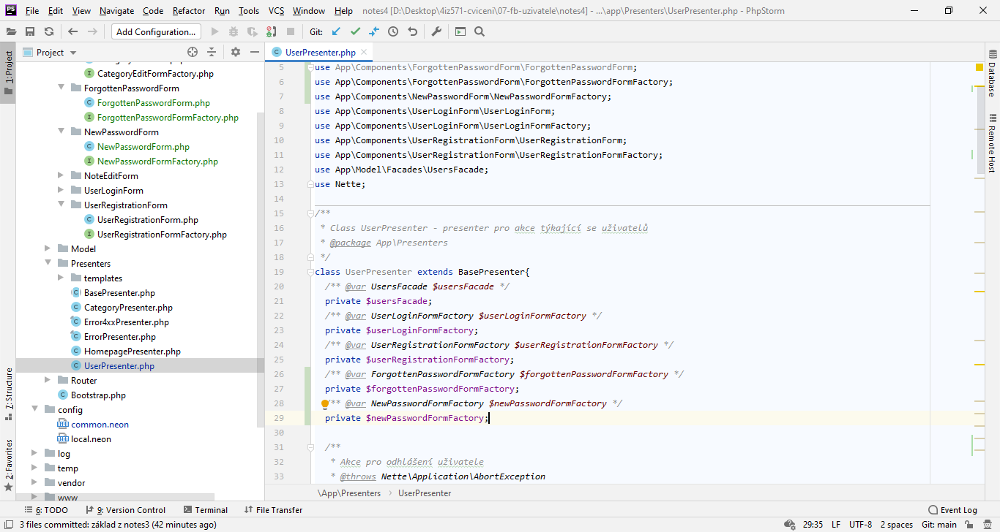 PS File Edit View Navigate Code Refactor Run Tools VCS Window Help notes4 [D:\Desktop\4iz571-cviceni\07-fb-uzivatele\notes4] - ...\app\Presenters\UserPresenter.php - PhpStorm
Add Configuration... Git:
Project
UserPresenter.php
1: Project
7: Structure
2: Favorites
CategoryEditFormFactory.php
ForgottenPasswordForm
ForgottenPasswordForm.php
ForgottenPasswordFormFactory.php
NewPasswordForm
NewPasswordForm.php
NewPasswordFormFactory.php
NoteEditForm
UserLoginForm
UserRegistrationForm
UserRegistrationForm.php
UserRegistrationFormFactory.php
Model
Presenters
templates
BasePresenter.php
CategoryPresenter.php
Error4xxPresenter.php
ErrorPresenter.php
HomepagePresenter.php
UserPresenter.php
Router
Bootstrap.php
config
common.neon
local.neon
log
temp
vendor
www
5 use App\Components\ForgottenPasswordForm\ForgottenPasswordForm;
6 use App\Components\ForgottenPasswordForm\ForgottenPasswordFormFactory;
7 use App\Components\NewPasswordForm\NewPasswordFormFactory;
8 use App\Components\UserLoginForm\UserLoginForm;
9 use App\Components\UserLoginForm\UserLoginFormFactory;
10 use App\Components\UserRegistrationForm\UserRegistrationForm;
11 use App\Components\UserRegistrationForm\UserRegistrationFormFactory;
12 use App\Model\Facades\UsersFacade;
13 use Nette;
14
15 /**
16 * Class UserPresenter - presenter pro akce týkající se uživatelů
17 * @package App\Presenters
18 */
19 class UserPresenter extends BasePresenter{
20 /** @var UsersFacade $usersFacade */
21 private $usersFacade;
22 /** @var UserLoginFormFactory $userLoginFormFactory */
23 private $userLoginFormFactory;
24 /** @var UserRegistrationFormFactory $userRegistrationFormFactory */
25 private $userRegistrationFormFactory;
26 /** @var ForgottenPasswordFormFactory $forgottenPasswordFormFactory */
27 private $forgottenPasswordFormFactory;
28 /** @var NewPasswordFormFactory $newPasswordFormFactory */
29 private $newPasswordFormFactory;
30
31 /**
32 * Akce pro odhlášení uživatele
33 * @throws Nette\Application\AbortException
Database
Remote Host
\App\Presenters › UserPresenter
6: TODO 9: Version Control Terminal File Transfer Event Log
3 files committed: základ z notes3 (42 minutes ago) 29:35 LF UTF-8 2 spaces Git: main